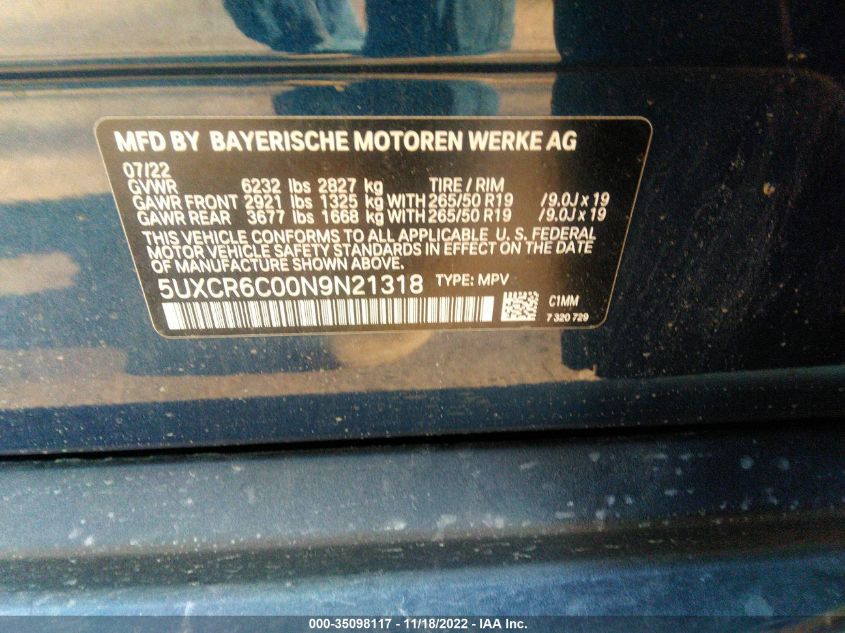 MFD BY BAYERISCHE MOTOREN WERKE AG
07/22
GVWR 6232 lbs 2827 kg TIRE / RIM
GAWR FRONT 2921 lbs 1325 kg WITH 265/50 R19 /9.0J x 19
GAWR REAR 3677 lbs 1668 kg WITH 265/50 R19 /9.0J x 19
THIS VEHICLE CONFORMS TO ALL APPLICABLE U. S. FEDERAL
MOTOR VEHICLE SAFETY STANDARDS IN EFFECT ON THE DATE
OF MANUFACTURE SHOWN ABOVE.
5UXCR6C00N9N21318 TYPE: MPV
C1MM
7 320 729
000-35098117 - 11/18/2022 - IAA Inc.